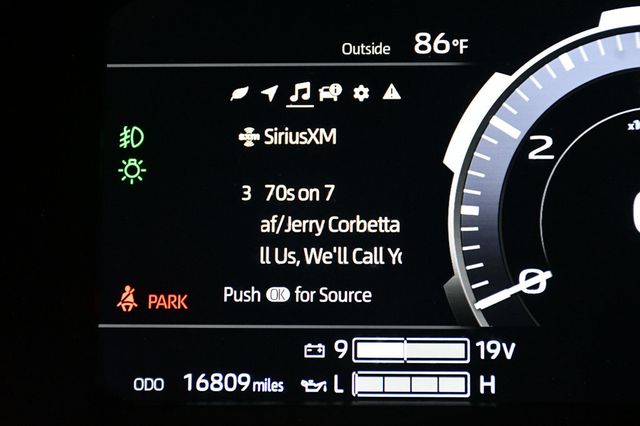 Outside 86°F
sxm SiriusXM
3 70s on 7
af/Jerry Corbetta
ll Us, We'll Call Yo
Push OK for Source
PARK
9 19V
ODO 16809 miles L H
2
0